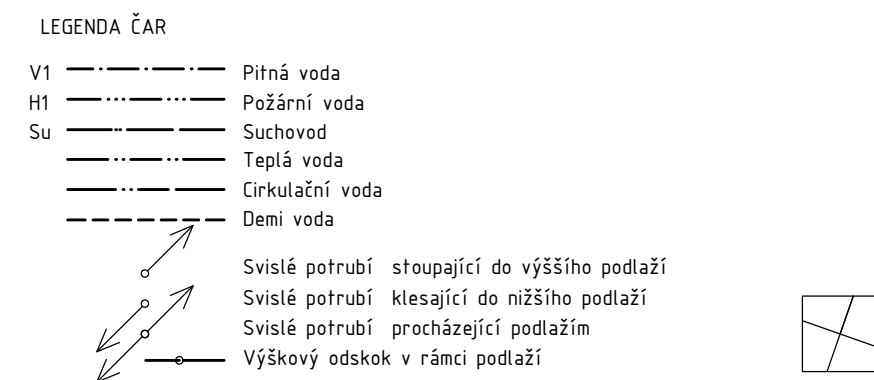 LEGENDA ČAR
V1 Pitná voda
H1 Požární voda
Su Suchovod
Teplá voda
Cirkulační voda
Demi voda
Svislé potrubí stoupající do výššího podlaží
Svislé potrubí klesající do nižšího podlaží
Svislé potrubí procházející podlažím
Výškový odskok v rámci podlaží